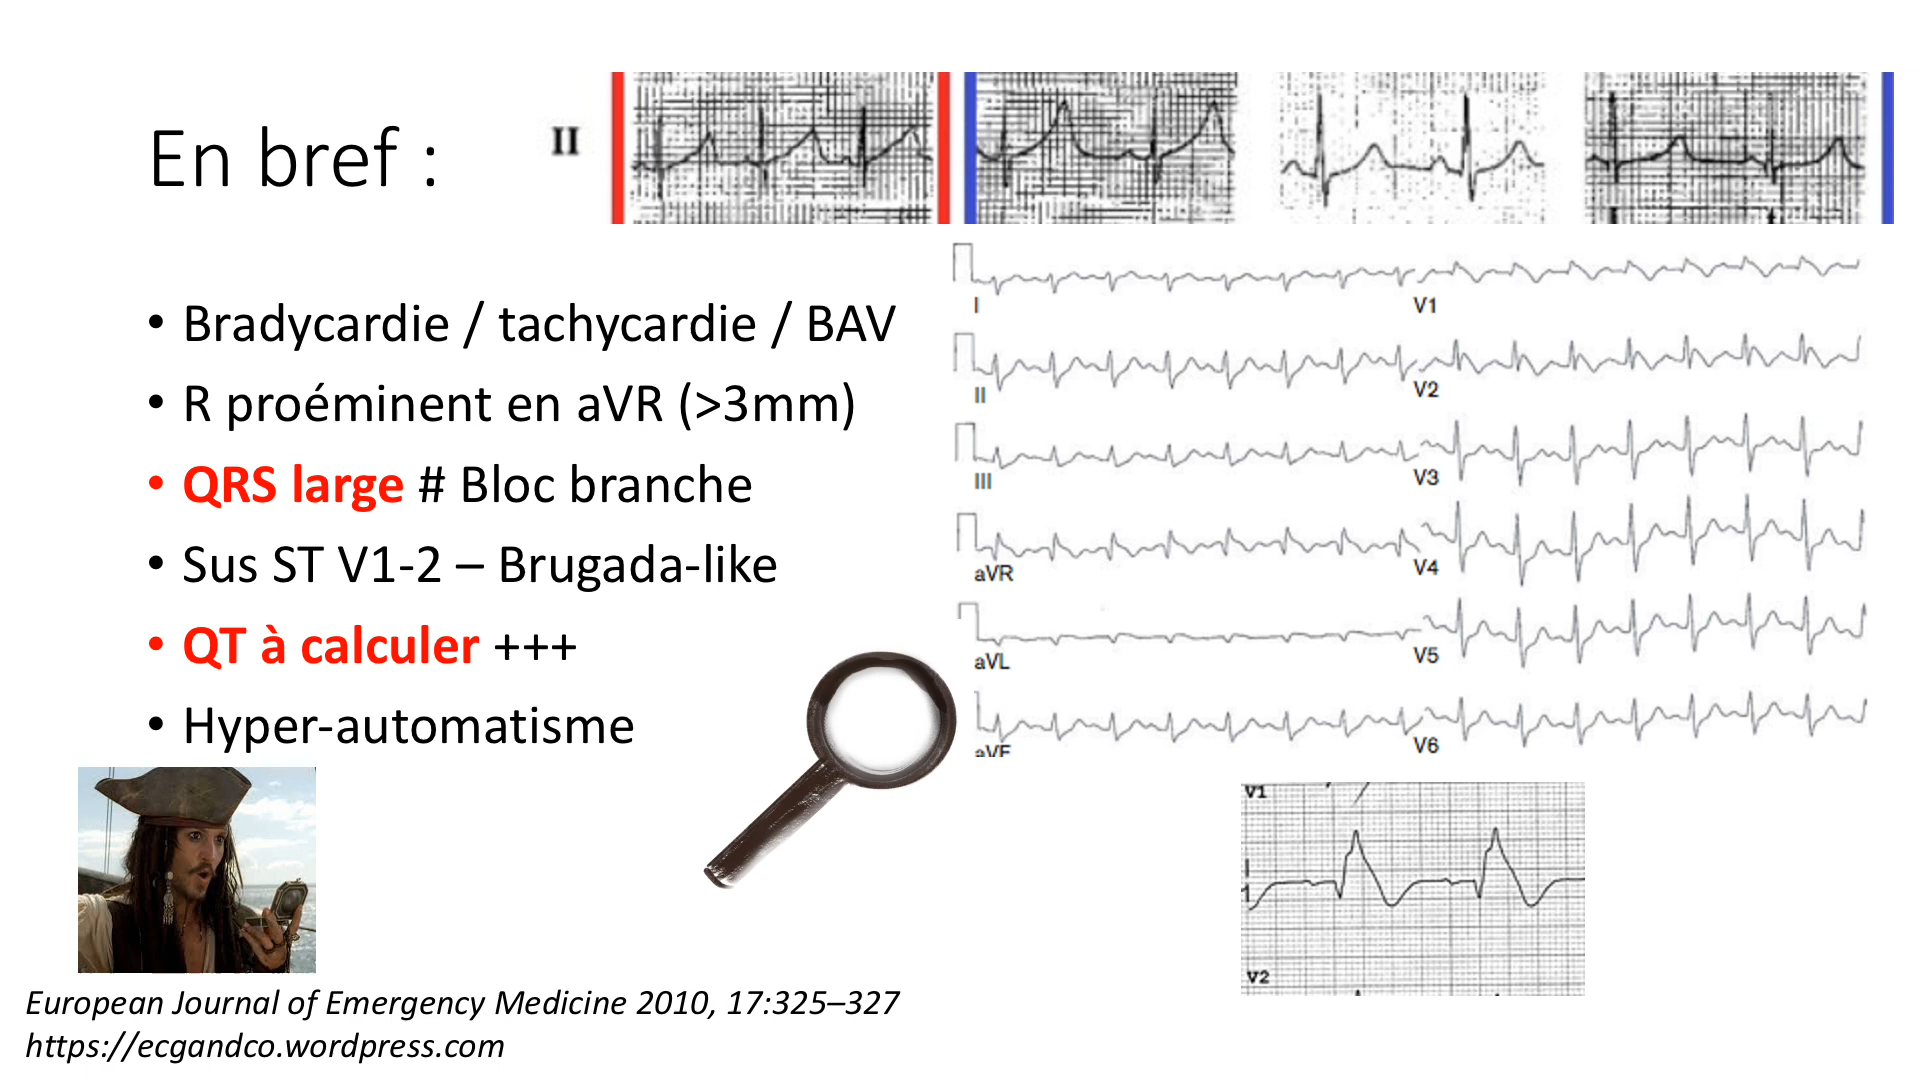 En bref :
II
• Bradycardie / tachycardie / BAV
• R proéminent en aVR (>3mm)
• QRS large # Bloc branche
• Sus ST V1-2 – Brugada-like
• QT à calculer +++
• Hyper-automatisme
I
V1
II
V2
III
V3
aVR
V4
aVL
V5
aVF
V6
V1
V2
European Journal of Emergency Medicine 2010, 17:325–327
https://ecgandco.wordpress.com